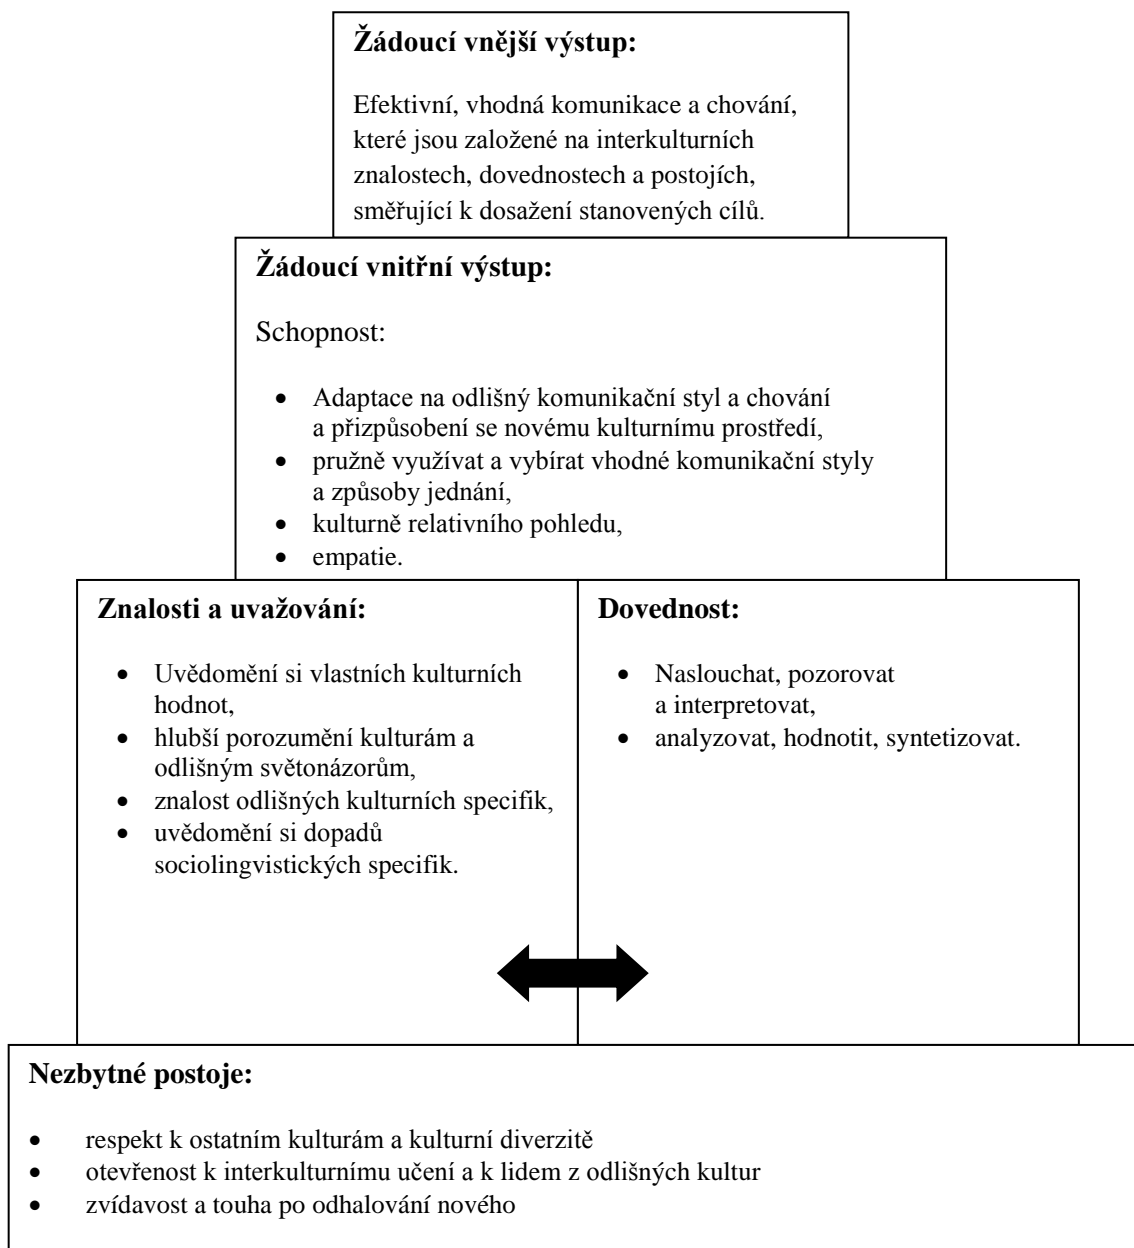 Žádoucí vnější výstup:
Efektivní, vhodná komunikace a chování,
které jsou založené na interkulturních
znalostech, dovednostech a postojích,
směřující k dosažení stanovených cílů.
Žádoucí vnitřní výstup:
Schopnost:
• Adaptace na odlišný komunikační styl a chování
a přizpůsobení se novému kulturnímu prostředí,
• pružně využívat a vybírat vhodné komunikační styly
a způsoby jednání,
• kulturně relativního pohledu,
• empatie.
Znalosti a uvažování:
• Uvědomění si vlastních kulturních
hodnot,
• hlubší porozumění kulturám a
odlišným světonázorům,
• znalost odlišných kulturních specifik,
• uvědomění si dopadů
sociolingvistických specifik.
Dovednost:
• Naslouchat, pozorovat
a interpretovat,
• analyzovat, hodnotit, syntetizovat.
Nezbytné postoje:
• respekt k ostatním kulturám a kulturní diverzitě
• otevřenost k interkulturnímu učení a k lidem z odlišných kultur
• zvídavost a touha po odhalování nového